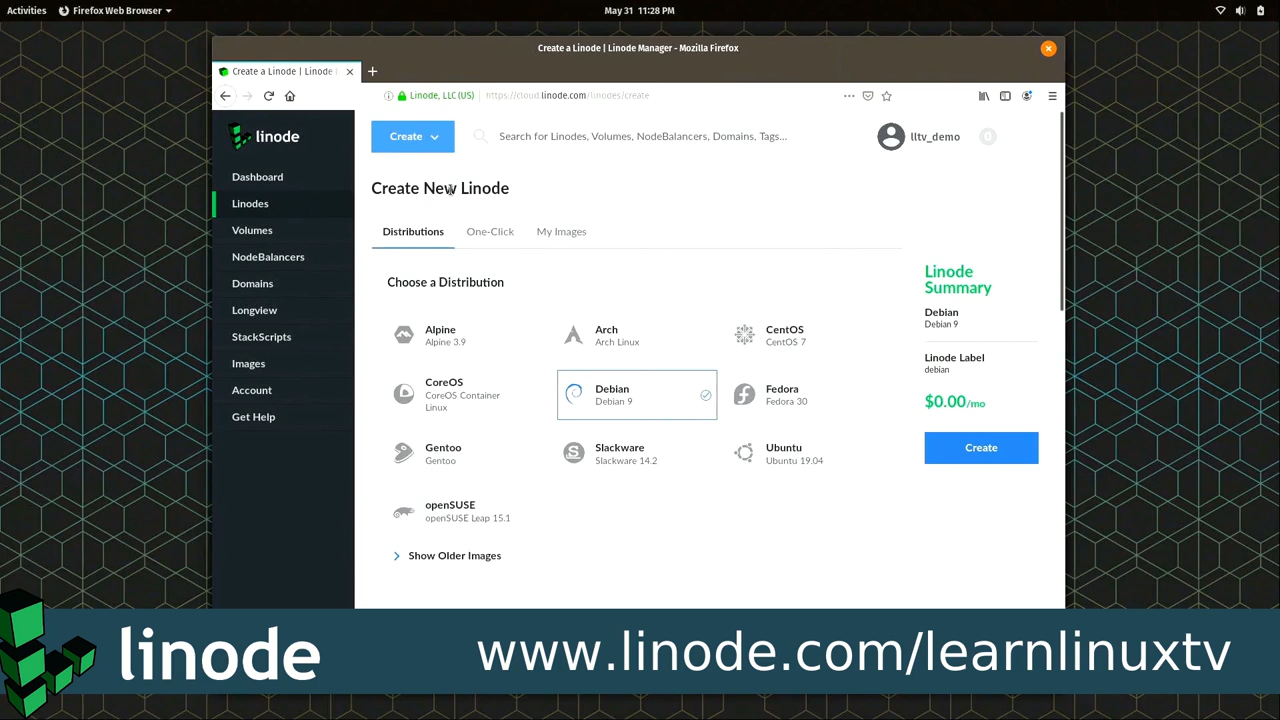 Activities
Firefox Web Browser
May 31 11:28 PM
Create a Linode | Linode Manager - Mozilla Firefox
Create a Linode | Linode
Linode, LLC (US)
https://cloud.linode.com/linodes/create
linode
Create
Search for Linodes, Volumes, NodeBalancers, Domains, Tags...
lltv_demo
0
Dashboard
Linodes
Volumes
NodeBalancers
Domains
Longview
StackScripts
Images
Account
Get Help
Create New Linode
Distributions
One-Click
My Images
Choose a Distribution
Alpine
Alpine 3.9
Arch
Arch Linux
CentOS
CentOS 7
CoreOS
CoreOS Container
Linux
Debian
Debian 9
Fedora
Fedora 30
Gentoo
Gentoo
Slackware
Slackware 14.2
Ubuntu
Ubuntu 19.04
openSUSE
openSUSE Leap 15.1
Show Older Images
Linode
Summary
Debian
Debian 9
Linode Label
debian
$0.00/mo
Create
linode
www.linode.com/learnlinuxtv